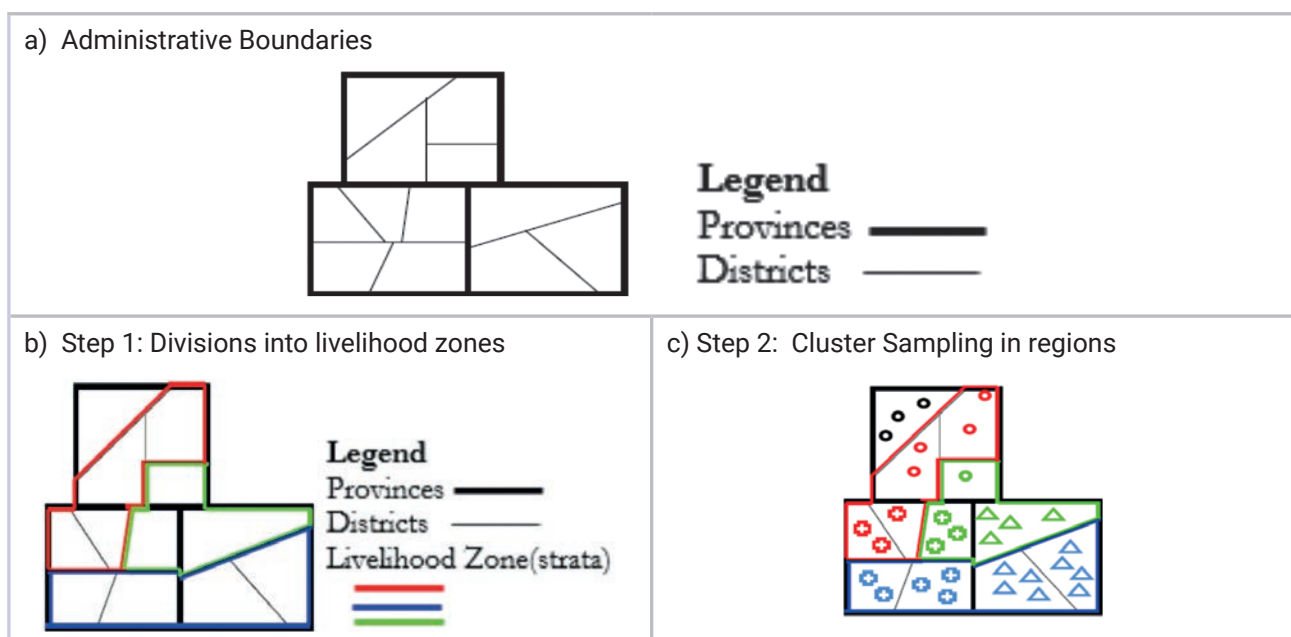 a) Administrative Boundaries
Legend
Provinces
Districts
b) Step 1: Divisions into livelihood zones
Legend
Provinces
Districts
Livelihood Zone(strata)
c) Step 2: Cluster Sampling in regions